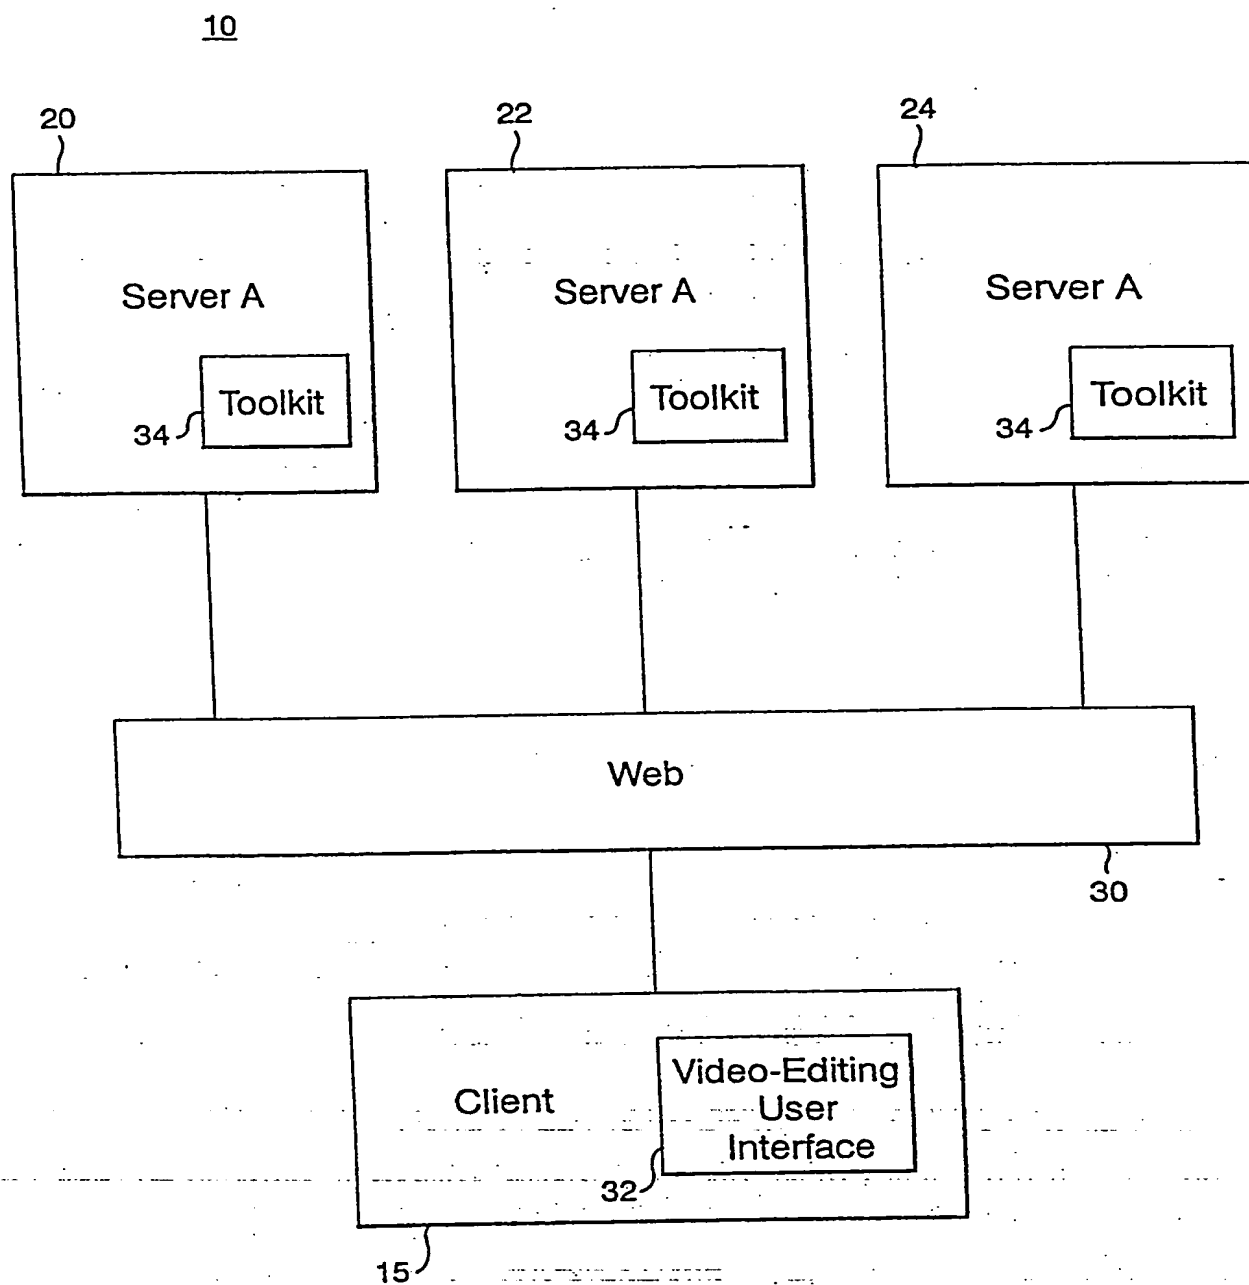 10
20
22
24
Server A
Server A
Server A
Toolkit
Toolkit
Toolkit
34
34
34
Web
30
Client
Video-Editing
User
Interface
32
15